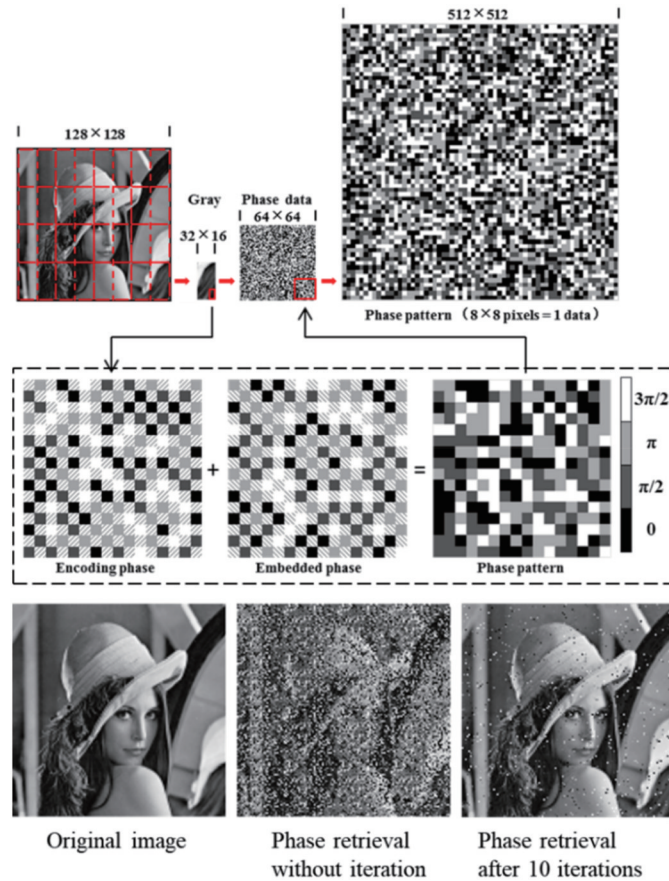 512×512
128×128
Gray
32×16
Phase data
64×64
Phase pattern（8×8 pixels=1 data）
3π/2
π
π/2
0
+
=
Encoding phase
Embedded phase
Phase pattern
Original image
Phase retrieval
without iteration
Phase retrieval
after 10 iterations